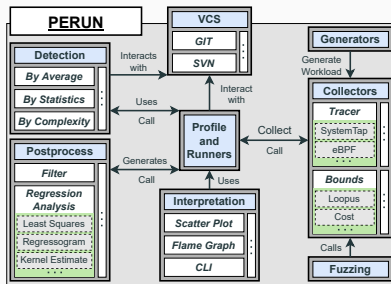 PERUN
VCS
GIT
SVN
Generators
Detection
By Average
By Statistics
By Complexity
Interacts
with
Interact
with
Generate
Workload
Collectors
Tracer
SystemTap
eBPF
Bounds
Loopus
Cost
Uses
Call
Profile
and
Runners
Collect
Call
Postprocess
Filter
Regression
Analysis
Least Squares
Regressogram
Kernel Estimate
Generates
Call
Uses
Interpretation
Scatter Plot
Flame Graph
CLI
Calls
Fuzzing